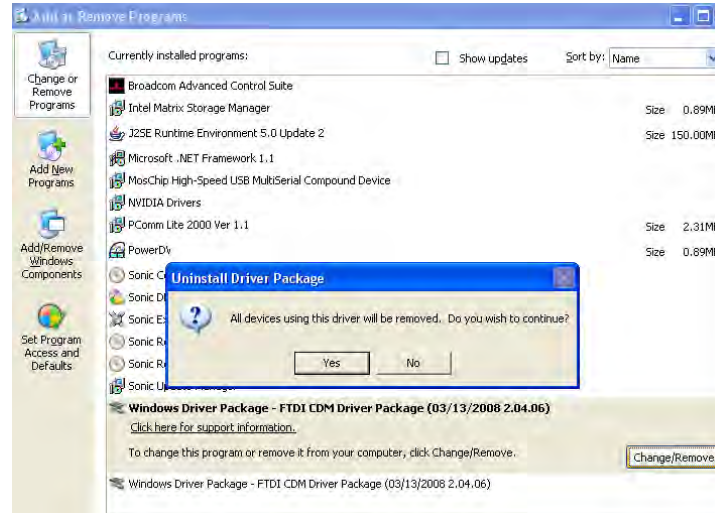 Add or Remove Programs
Change or
Remove
Programs
Add New
Programs
Add/Remove
Windows
Components
Set Program
Access and
Defaults
Currently installed programs:
Show updates
Sort by: Name
Broadcom Advanced Control Suite
Intel Matrix Storage Manager Size 0.89M
J2SE Runtime Environment 5.0 Update 2 Size 150.00M
Microsoft .NET Framework 1.1
MosChip High-Speed USB MultiSerial Compound Device
NVIDIA Drivers
PComm Lite 2000 Ver 1.1 Size 2.31M
PowerDV Size 0.89M
Sonic
Sonic
Sonic
Sonic
Sonic
Sonic
Uninstall Driver Package
All devices using this driver will be removed. Do you wish to continue?
Yes No
Windows Driver Package - FTDI CDM Driver Package (03/13/2008 2.04.06)
Click here for support information.
To change this program or remove it from your computer, click Change/Remove.
Change/Remove
Windows Driver Package - FTDI CDM Driver Package (03/13/2008 2.04.06)